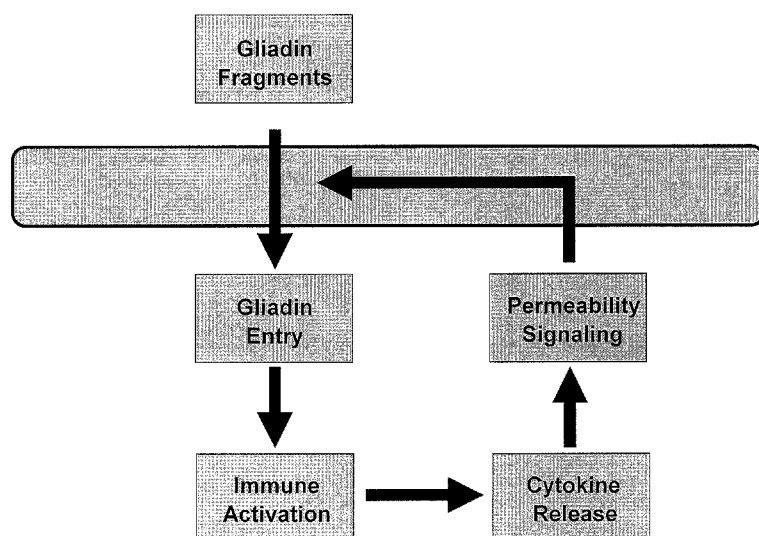 Gliadin
Fragments
Gliadin
Entry
Permeability
Signaling
Immune
Activation
Cytokine
Release